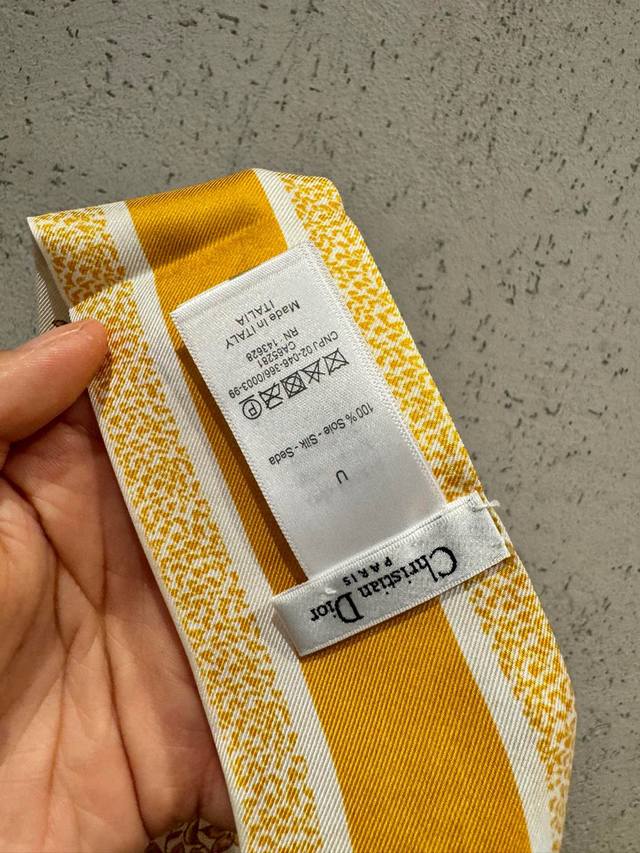 Christian Dior
PARIS
U
100% Soie - Silk - Seda
P
CNPJ 02-046-366/0003-99
CA55281
RN 143628
Made in ITALY
ITALIA